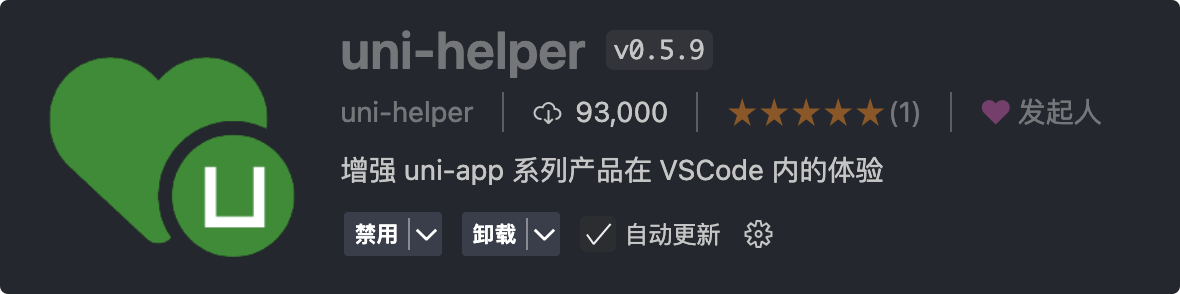 uni-helper v0.5.9
uni-helper 93,000 (1) 发起人
增强 uni-app 系列产品在 VSCode 内的体验
禁用 卸载 自动更新
U